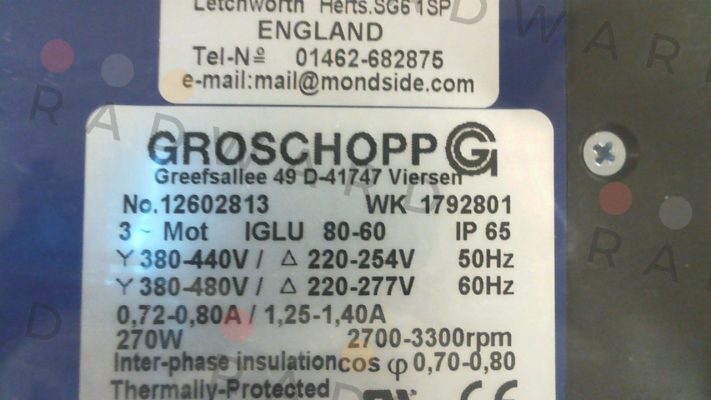 Letchworth Herts.SG6 1SP
ENGLAND
Tel-Nº 01462-682875
e-mail:mail@mondside.com
GROSCHOPP G
Greefsallee 49 D-41747 Viersen
No.12602813 WK 1792801
3 ~ Mot IGLU 80-60 IP 65
Y 380-440V / Δ 220-254V 50Hz
Y 380-480V / Δ 220-277V 60Hz
0,72-0,80A / 1,25-1,40A
270W 2700-3300rpm
Inter-phase insulation cos φ 0,70-0,80
Thermally-Protected CE